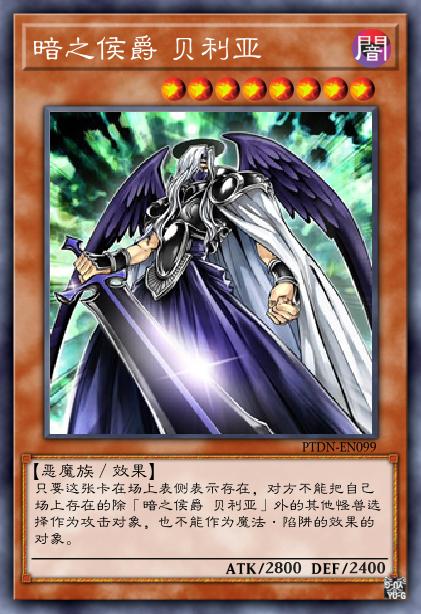 暗之侯爵 贝利亚
闇
PTDN-EN099
【恶魔族 / 效果】
只要这张卡在场上表侧表示存在，对方不能把自己
场上存在的除「暗之侯爵 贝利亚」外的其他怪兽选
择作为攻击对象，也不能作为魔法·陷阱的效果的
对象。
ATK/2800 DEF/2400